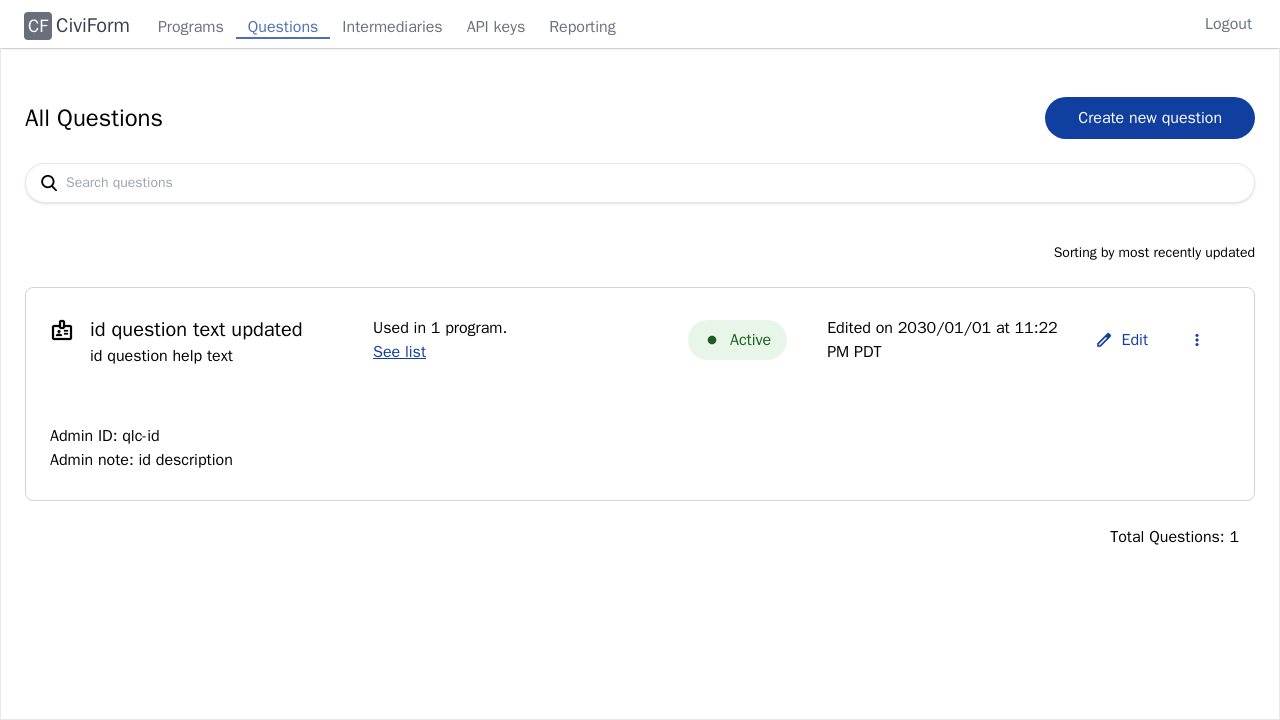 CF CiviForm Programs Questions Intermediaries API keys Reporting Logout
All Questions Create new question
Search questions
Sorting by most recently updated
id question text updated
id question help text
Used in 1 program.
See list
Active
Edited on 2030/01/01 at 11:22
PM PDT
Edit
Admin ID: qlc-id
Admin note: id description
Total Questions: 1